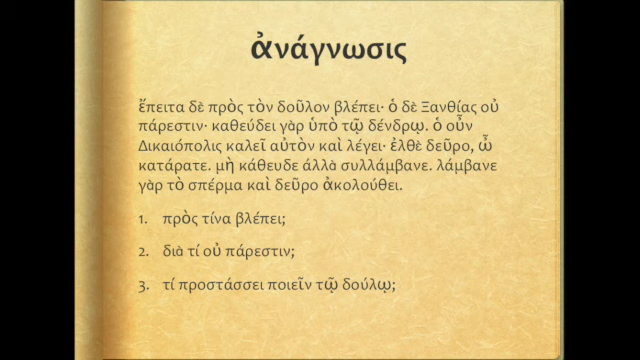 ἀνάγνωσις
ἔπειτα δὲ πρὸς τὸν δοῦλον βλέπει· ὁ δὲ Ξανθίας οὐ
πάρεστιν· καθεύδει γὰρ ὑπὸ τῷ δένδρῳ. ὁ οὖν
Δικαιόπολις καλεῖ αὐτὸν καὶ λέγει· ἐλθὲ δεῦρο, ὦ
κατάρατε. μὴ κάθευδε ἀλλὰ συλλάμβανε. λάμβανε
γὰρ τὸ σπέρμα καὶ δεῦρο ἀκολούθει.
1. πρὸς τίνα βλέπει;
2. διὰ τί οὐ πάρεστιν;
3. τί προστάσσει ποιεῖν τῷ δούλῳ;